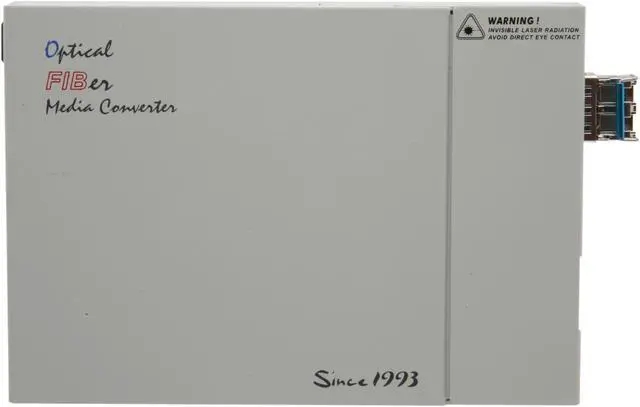 Optical
FIBer
Media Converter
WARNING !
INVISIBLE LASER RADIATION
AVOID DIRECT EYE CONTACT
Since 1993